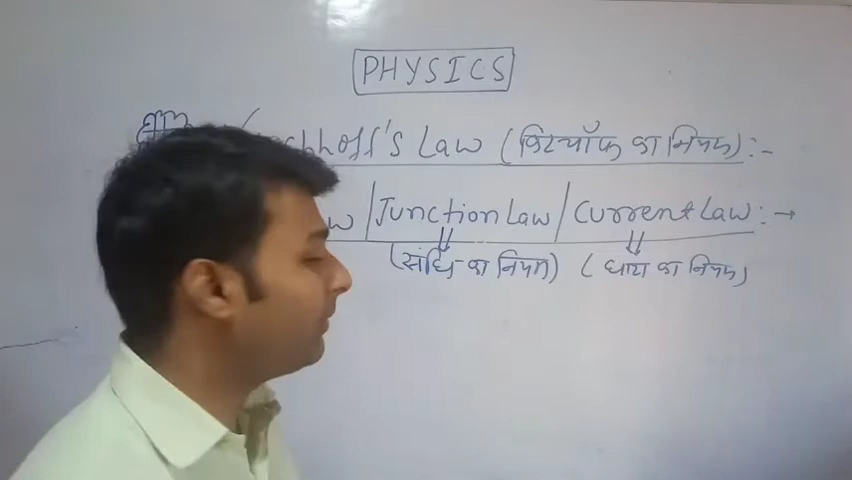 PHYSICS
Law (किरचॉफ का नियम) :-
Junction Law / Current Law :→
(संधि का नियम) (धारा का नियम)